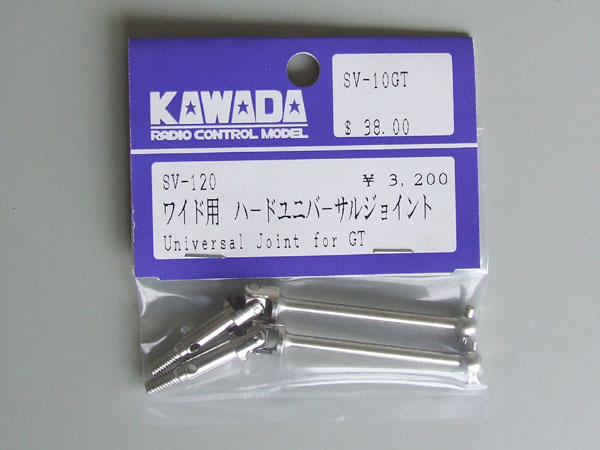 KAWADA
RADIO CONTROL MODEL
SV-10GT
$ 38.00
SV-120 ¥ 3,200
ワイド用 ハードユニバーサルジョイント
Universal Joint for GT